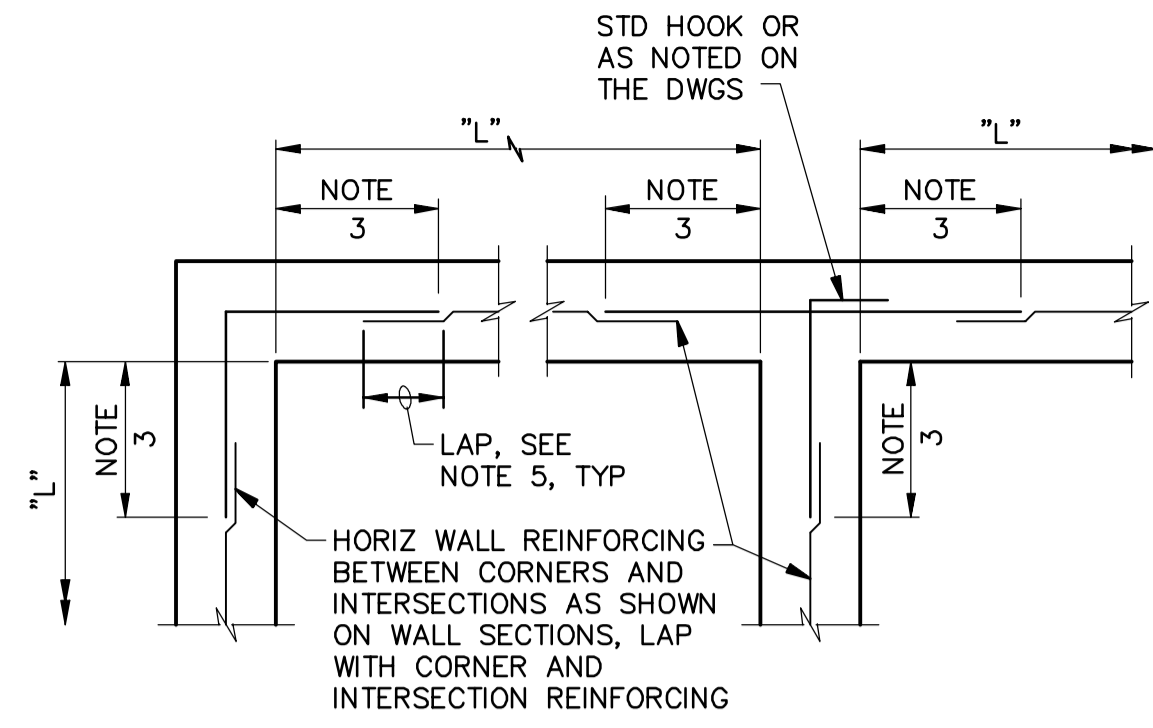 STD HOOK OR
AS NOTED ON
THE DWGS
"L"
"L"
NOTE
3
NOTE
3
NOTE
3
"L"
NOTE
3
NOTE
3
LAP, SEE
NOTE 5, TYP
HORIZ WALL REINFORCING
BETWEEN CORNERS AND
INTERSECTIONS AS SHOWN
ON WALL SECTIONS, LAP
WITH CORNER AND
INTERSECTION REINFORCING